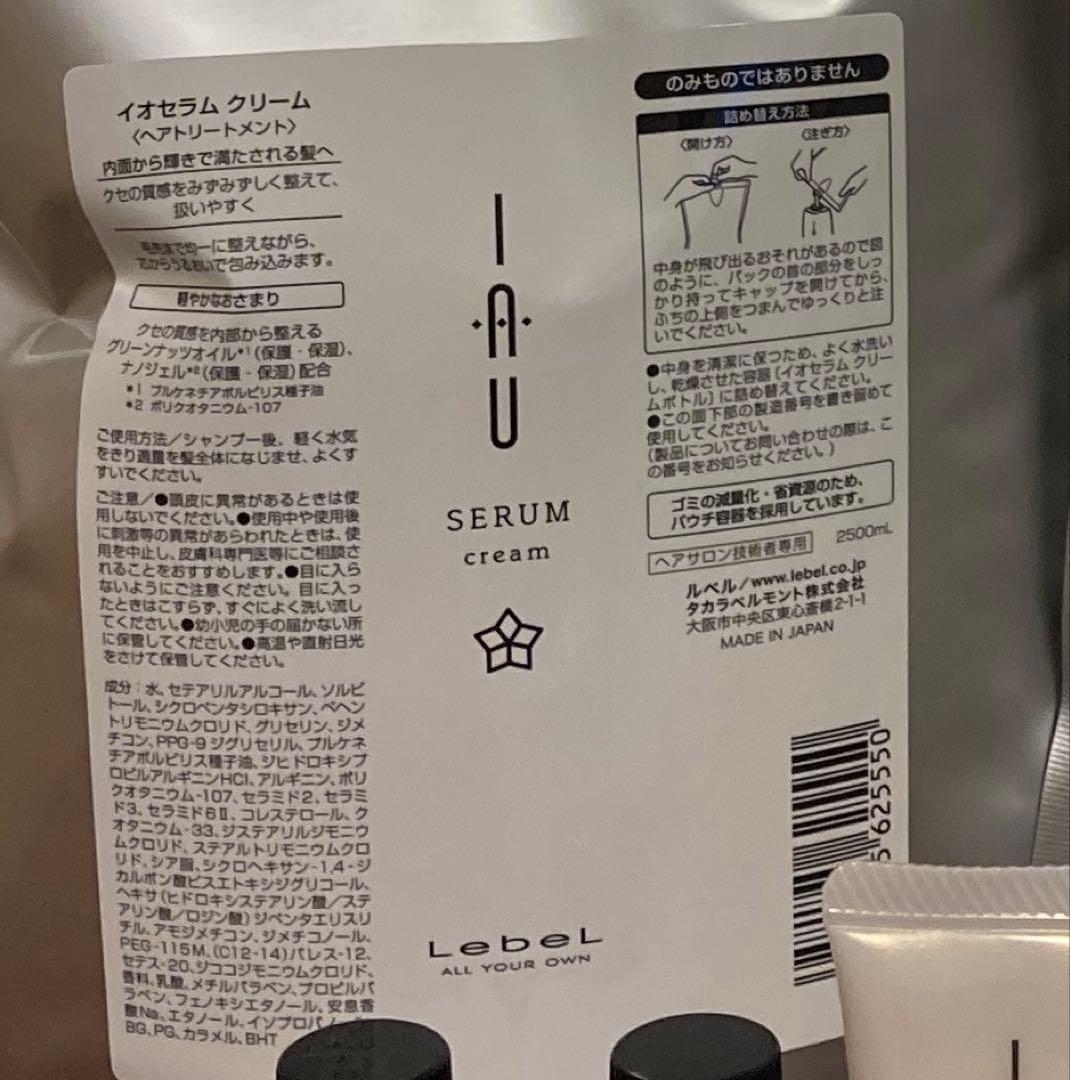 イオセラム クリーム
〈ヘアトリートメント〉
内面から輝きで満たされる髪へ
クセの質感をみずみずしく整えて、
扱いやすく
毛先まで均一に整えながら、
芯からうるおいで包み込みます。
軽やかなおさまり
クセの質感を内部から整える
グリーンナッツオイル*1(保護・保湿)、
ナノジェル*2(保護・保湿)配合
*1 プルケネチアボルビリス種子油
*2 ポリクオタニウム-107
ご使用方法/シャンプー後、軽く水気
をきり適量を髪全体になじませ、よくす
すいでください。
ご注意/●頭皮に異常があるときは使
用しないでください。●使用中や使用後
に刺激等の異常があらわれたときは、使
用を中止し、皮膚科専門医等にご相談さ
れることをおすすめします。●目に入ら
ないようにご注意ください。目に入っ
たときはこすらず、すぐによく洗い流し
てください。●幼小児の手の届かない所
に保管してください。●高温や直射日光
をさけて保管してください。
成分:水、セテアリルアルコール、ソルビ
トール、シクロペンタシロキサン、ベヘン
トリモニウムクロリド、グリセリン、ジメ
チコン、PPG-9 ジグリセリル、プルケネ
チアボルビリス種子油、ジヒドロキシプ
ロピルアルギニンHCl、アルギニン、ポリ
クオタニウム-107、セラミド2、セラミ
ド3、セラミド6Ⅱ、コレステロール、ク
オタニウム-33、ジステアリルジモニウ
ムクロリド、ステアルトリモニウムクロ
リド、シア脂、シクロヘキサン-1,4-ジ
カルボン酸ビスエトキシジグリコール、
ヘキサ(ヒドロキシステアリン酸/ステ
アリン酸/ロジン酸)ジペンタエリスリ
チル、アモジメチコン、ジメチコノール、
PEG-115M、(C12-14)パレス-12、
セテス-20、ジココジモニウムクロリド、
香料、乳酸、メチルパラベン、プロピルパ
ラベン、フェノキシエタノール、安息香
酸Na、エタノール、イソプロパノール
BG、PG、カラメル、BHT
I
·A·
U
SERUM
cream
LebeL
ALL YOUR OWN
のみものではありません
詰め替え方法
〈開け方〉 〈注ぎ方〉
中身が飛び出るおそれがあるので図
のように、パックの首の部分をしっ
かり持ってキャップを開けてから、
ふちの上側をつまんでゆっくりと注
いでください。
●中身を清潔に保つため、よく水洗い
し、乾燥させた容器[イオセラム クリー
ムボトル]に詰め替えてください。
●この面下部の製造番号を書き留めて
使用してください。
(製品についてお問い合わせの際は、こ
の番号をお知らせください。)
ゴミの減量化・省資源のため、
パウチ容器を採用しています。
ヘアサロン技術者専用 2500mL
ルベル/www.lebel.co.jp
タカラベルモント株式会社
大阪市中央区東心斎橋2-1-1
MADE IN JAPAN
5 625550